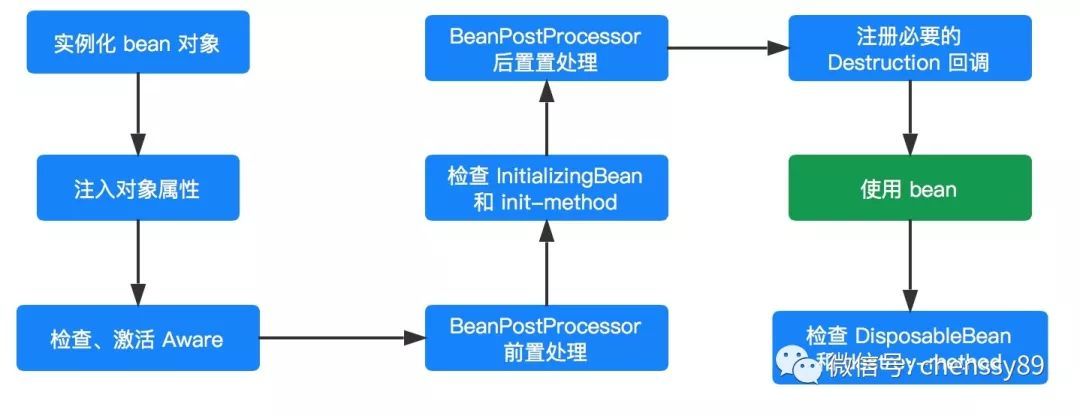 实例化 bean 对象
注入对象属性
检查、激活 Aware
BeanPostProcessor
前置处理
检查 InitializingBean
和 init-method
BeanPostProcessor
后置置处理
注册必要的
Destruction 回调
使用 bean
检查 DisposableBean
和 destroy-method
微信号: chenssy89